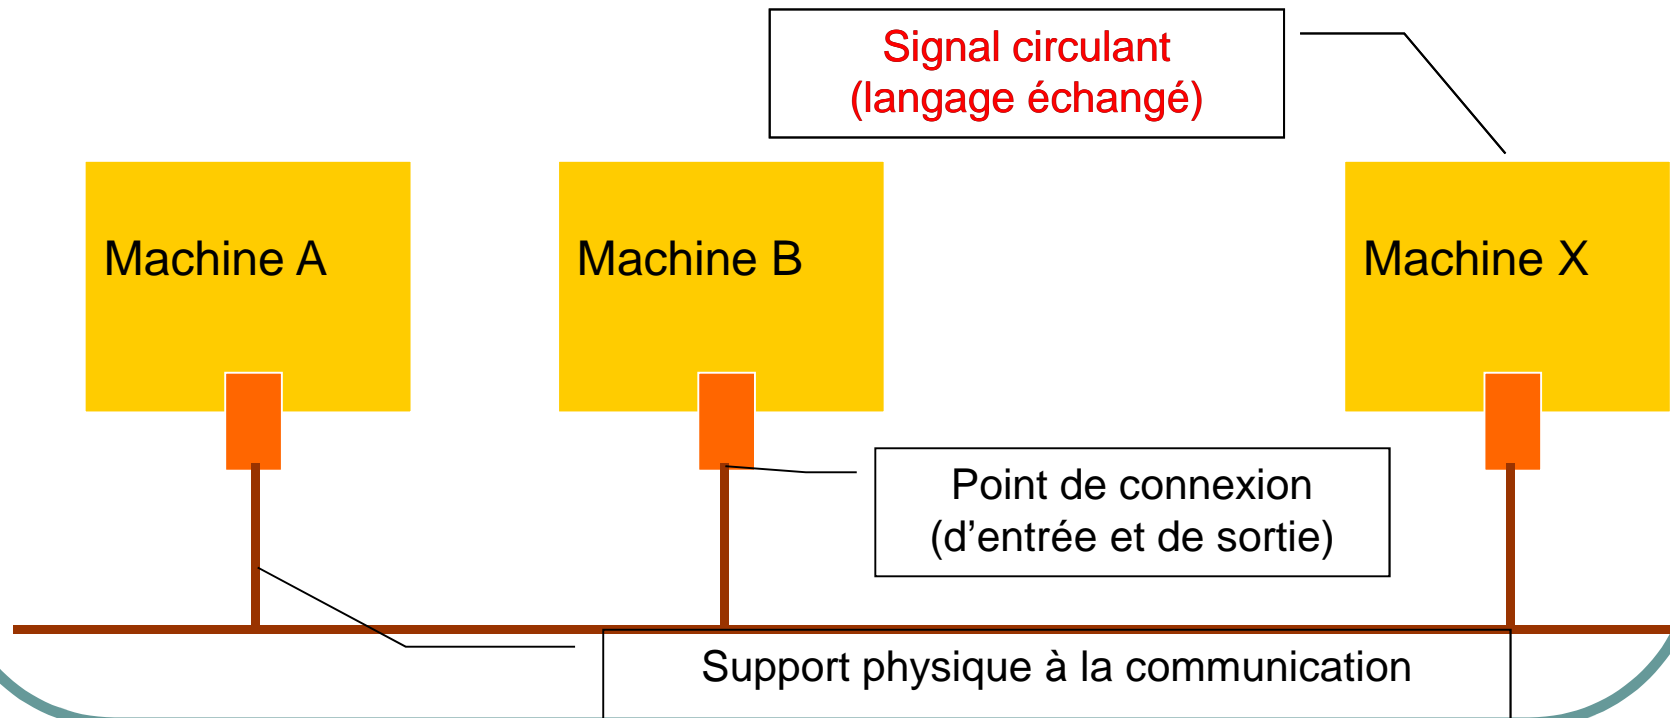 Signal circulant
(langage échangé)
Machine A
Machine B
Machine X
Point de connexion
(d’entrée et de sortie)
Support physique à la communication